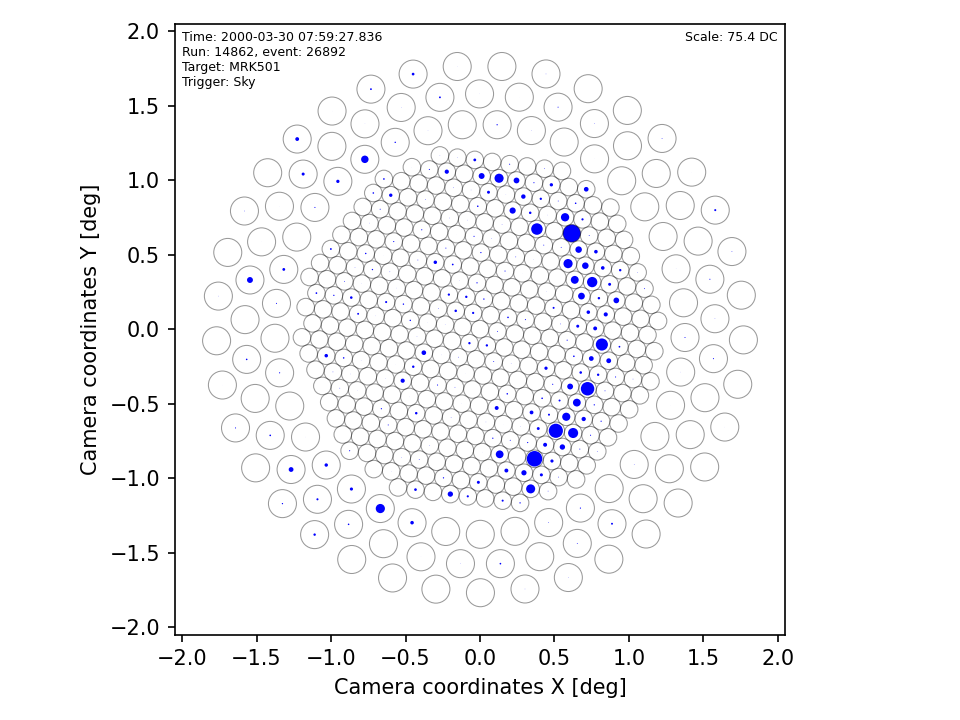 Time: 2000-03-30 07:59:27.836
Run: 14862, event: 26892
Target: MRK501
Trigger: Sky
Scale: 75.4 DC
2.0
1.5
1.0
0.5
0.0
−0.5
−1.0
−1.5
−2.0
Camera coordinates Y [deg]
−2.0 −1.5 −1.0 −0.5 0.0 0.5 1.0 1.5 2.0
Camera coordinates X [deg]